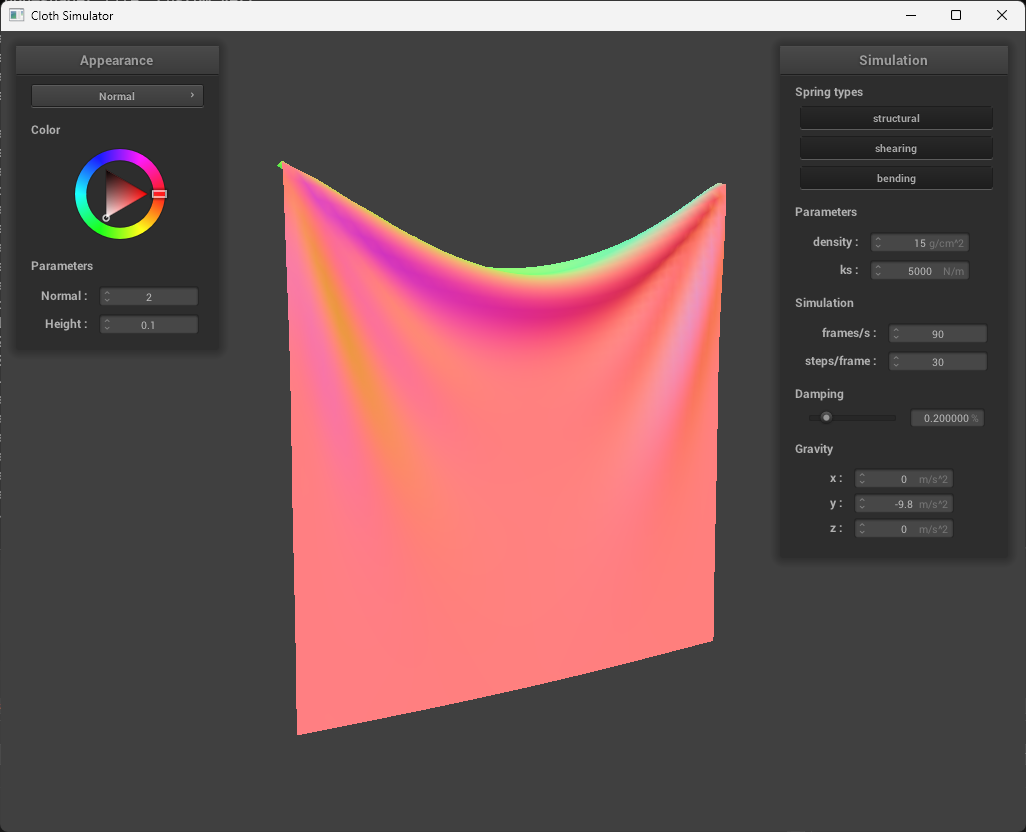 Cloth Simulator
Appearance
Normal
Color
Parameters
Normal : 2
Height : 0.1
Simulation
Spring types
structural
shearing
bending
Parameters
density : 15 g/cm^2
ks : 5000 N/m
Simulation
frames/s : 90
steps/frame : 30
Damping
0.200000 %
Gravity
x : 0 m/s^2
y : -9.8 m/s^2
z : 0 m/s^2